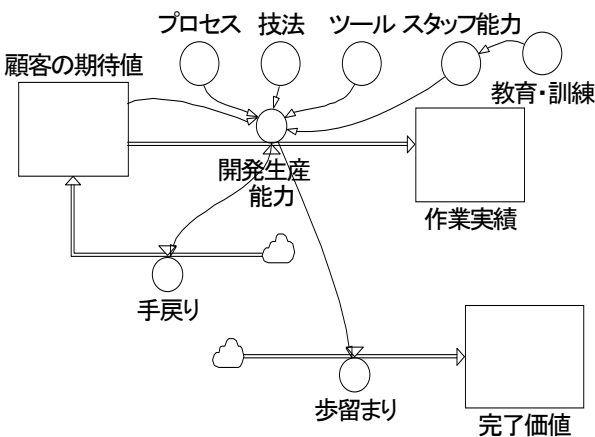 プロセス 技法 ツール スタッフ能力
顧客の期待値
教育・訓練
開発生産
能力
作業実績
手戻り
歩留まり
完了価値